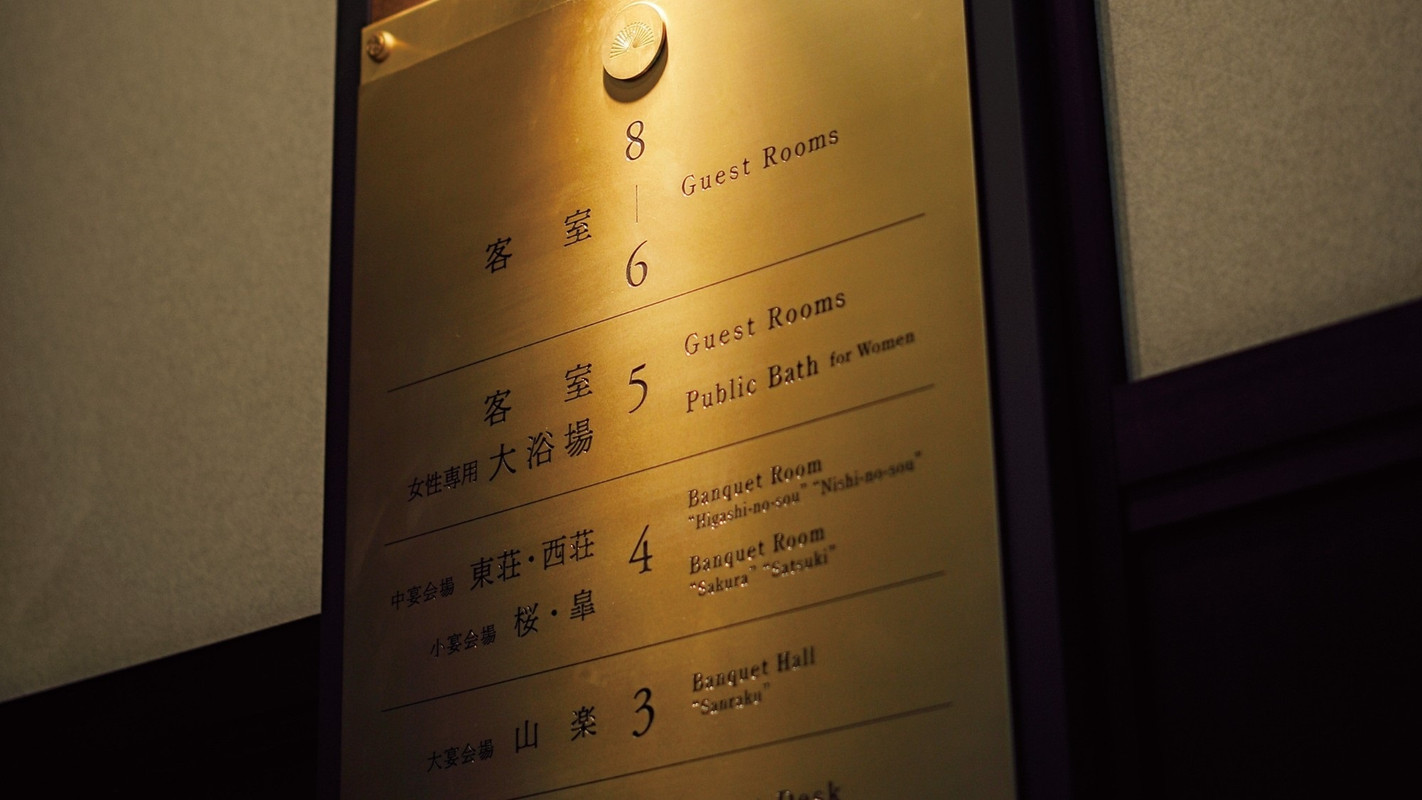 8
|
6
客室
Guest Rooms
客室
5
Guest Rooms
女性専用 大浴場
Public Bath for Women
中宴会場 東荘・西荘
4
Banquet Room
“Higashi-no-sou” “Nishi-no-sou”
小宴会場 桜・皐
Banquet Room
“Sakura” “Satsuki”
大宴会場 山楽
3
Banquet Hall
“Sanraku”
Desk